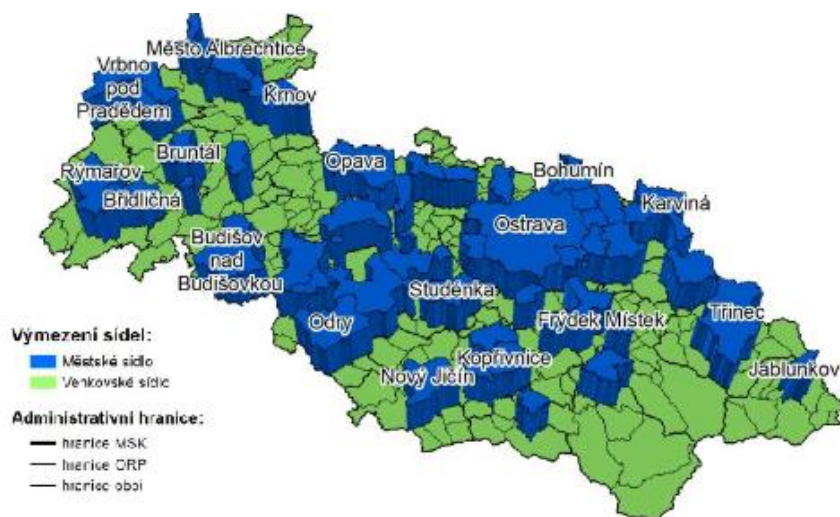 Město Albrechtice
Vrbno
pod
Pradědem
Krnov
Bruntál
Opava
Bohumín
Rýmařov
Břidličná
Ostrava
Karviná
Budišov
nad
Budišovkou
Studénka
Odry
Frýdek Místek
Třinec
Kopřivnice
Nový Jičín
Jablunkov
Výmezení sídel:
Městské sídlo
Venkovské sídlo
Administrativní hranice:
hranice MSK
hranice ORP
hranice obcí